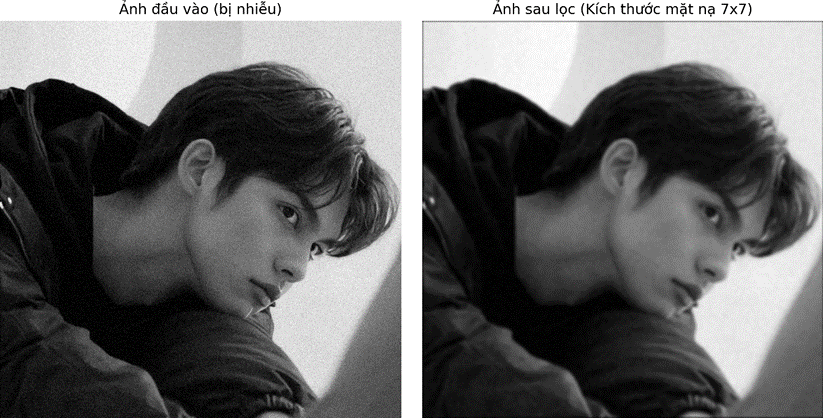 Ảnh đầu vào (bị nhiễu)
Ảnh sau lọc (Kích thước mặt nạ 7x7)